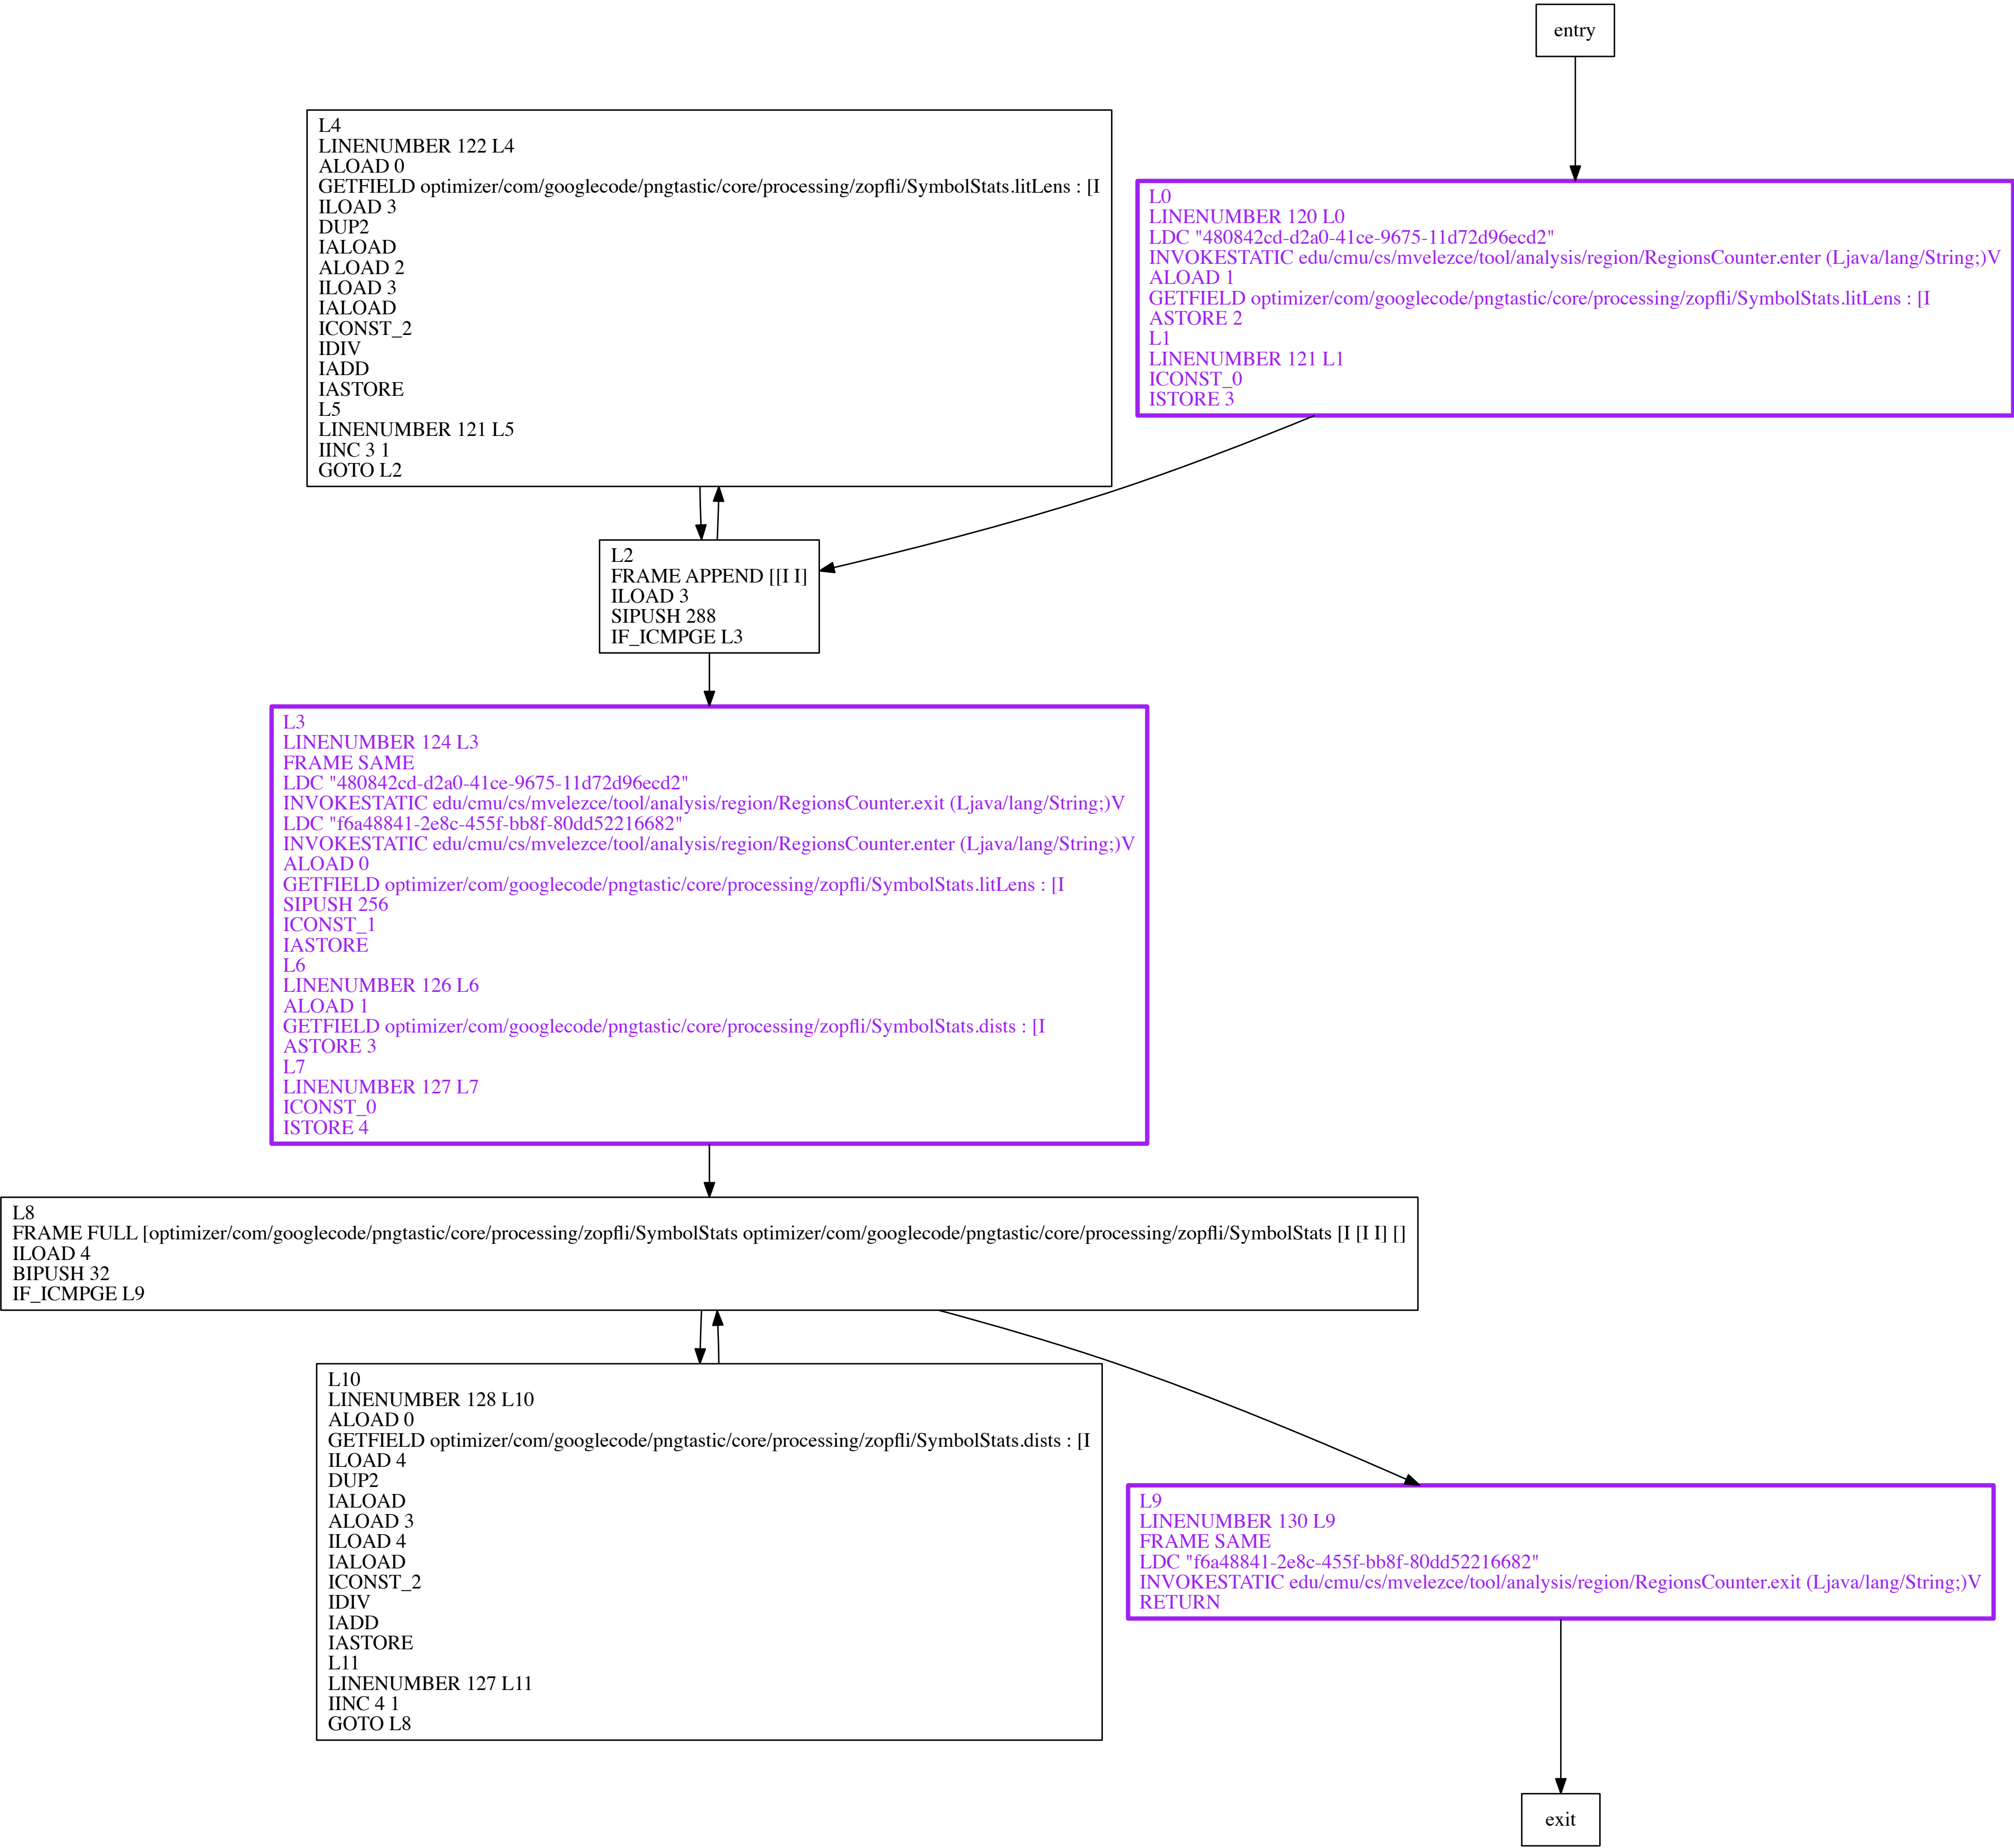 entry
L4
LINENUMBER 122 L4
ALOAD 0
GETFIELD optimizer/com/googlecode/pngtastic/core/processing/zopfli/SymbolStats.litLens : [I
ILOAD 3
DUP2
IALOAD
ALOAD 2
ILOAD 3
IALOAD
ICONST_2
IDIV
IADD
IASTORE
L5
LINENUMBER 121 L5
IINC 3 1
GOTO L2
L0
LINENUMBER 120 L0
LDC "480842cd-d2a0-41ce-9675-11d72d96ecd2"
INVOKESTATIC edu/cmu/cs/mvelezce/tool/analysis/region/RegionsCounter.enter (Ljava/lang/String;)V
ALOAD 1
GETFIELD optimizer/com/googlecode/pngtastic/core/processing/zopfli/SymbolStats.litLens : [I
ASTORE 2
L1
LINENUMBER 121 L1
ICONST_0
ISTORE 3
L2
FRAME APPEND [[I I]
ILOAD 3
SIPUSH 288
IF_ICMPGE L3
L3
LINENUMBER 124 L3
FRAME SAME
LDC "480842cd-d2a0-41ce-9675-11d72d96ecd2"
INVOKESTATIC edu/cmu/cs/mvelezce/tool/analysis/region/RegionsCounter.exit (Ljava/lang/String;)V
LDC "f6a48841-2e8c-455f-bb8f-80dd52216682"
INVOKESTATIC edu/cmu/cs/mvelezce/tool/analysis/region/RegionsCounter.enter (Ljava/lang/String;)V
ALOAD 0
GETFIELD optimizer/com/googlecode/pngtastic/core/processing/zopfli/SymbolStats.litLens : [I
SIPUSH 256
ICONST_1
IASTORE
L6
LINENUMBER 126 L6
ALOAD 1
GETFIELD optimizer/com/googlecode/pngtastic/core/processing/zopfli/SymbolStats.dists : [I
ASTORE 3
L7
LINENUMBER 127 L7
ICONST_0
ISTORE 4
L8
FRAME FULL [optimizer/com/googlecode/pngtastic/core/processing/zopfli/SymbolStats optimizer/com/googlecode/pngtastic/core/processing/zopfli/SymbolStats [I [I I] []
ILOAD 4
BIPUSH 32
IF_ICMPGE L9
L10
LINENUMBER 128 L10
ALOAD 0
GETFIELD optimizer/com/googlecode/pngtastic/core/processing/zopfli/SymbolStats.dists : [I
ILOAD 4
DUP2
IALOAD
ALOAD 3
ILOAD 4
IALOAD
ICONST_2
IDIV
IADD
IASTORE
L11
LINENUMBER 127 L11
IINC 4 1
GOTO L8
L9
LINENUMBER 130 L9
FRAME SAME
LDC "f6a48841-2e8c-455f-bb8f-80dd52216682"
INVOKESTATIC edu/cmu/cs/mvelezce/tool/analysis/region/RegionsCounter.exit (Ljava/lang/String;)V
RETURN
exit